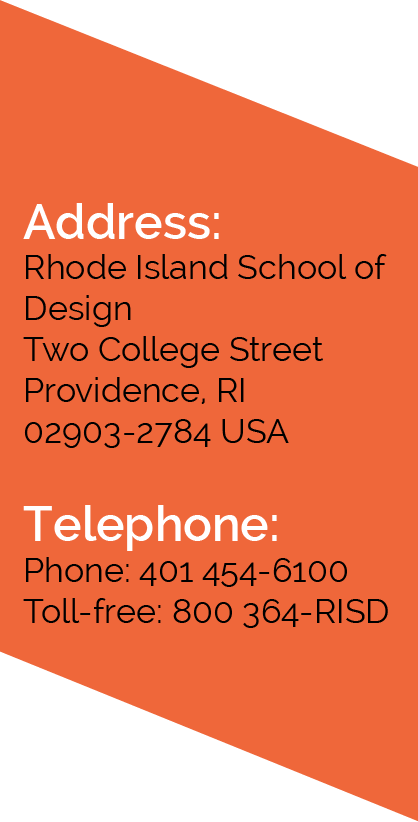 Address:
Rhode Island School of
Design
Two College Street
Providence, RI
02903-2784 USA
Telephone:
Phone: 401 454-6100
Toll-free: 800 364-RISD